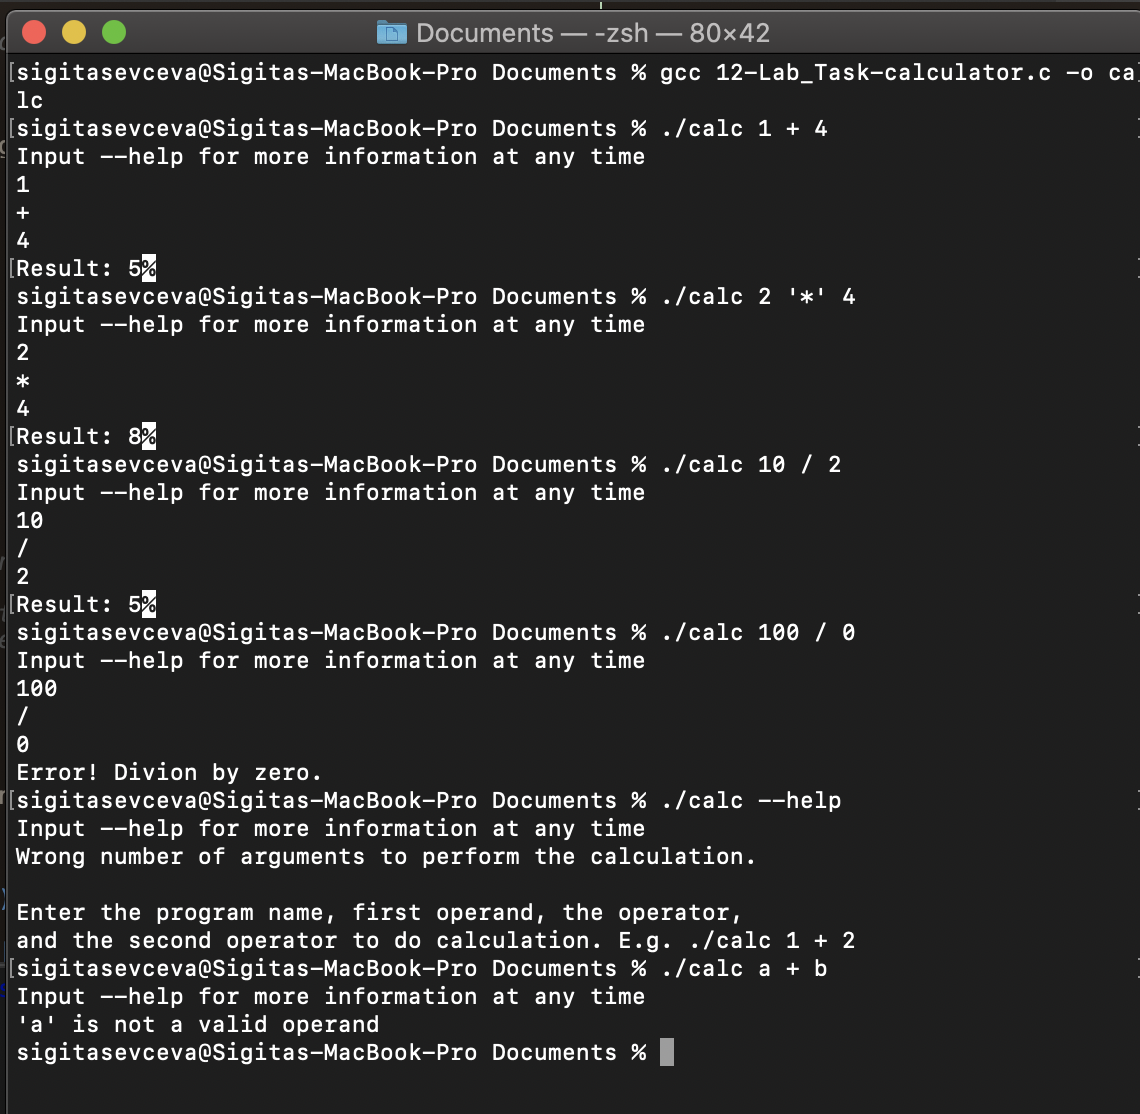 Documents — -zsh — 80×42
[sigitasevceva@Sigitas-MacBook-Pro Documents % gcc 12-Lab_Task-calculator.c -o ca]
lc
[sigitasevceva@Sigitas-MacBook-Pro Documents % ./calc 1 + 4
Input --help for more information at any time
1
+
4
[Result: 5%
sigitasevceva@Sigitas-MacBook-Pro Documents % ./calc 2 '*' 4
Input --help for more information at any time
2
*
4
[Result: 8%
sigitasevceva@Sigitas-MacBook-Pro Documents % ./calc 10 / 2
Input --help for more information at any time
10
/
2
[Result: 5%
sigitasevceva@Sigitas-MacBook-Pro Documents % ./calc 100 / 0
Input --help for more information at any time
100
/
0
Error! Divion by zero.
[sigitasevceva@Sigitas-MacBook-Pro Documents % ./calc --help
Input --help for more information at any time
Wrong number of arguments to perform the calculation.
Enter the program name, first operand, the operator,
and the second operator to do calculation. E.g. ./calc 1 + 2
[sigitasevceva@Sigitas-MacBook-Pro Documents % ./calc a + b
Input --help for more information at any time
'a' is not a valid operand
sigitasevceva@Sigitas-MacBook-Pro Documents %